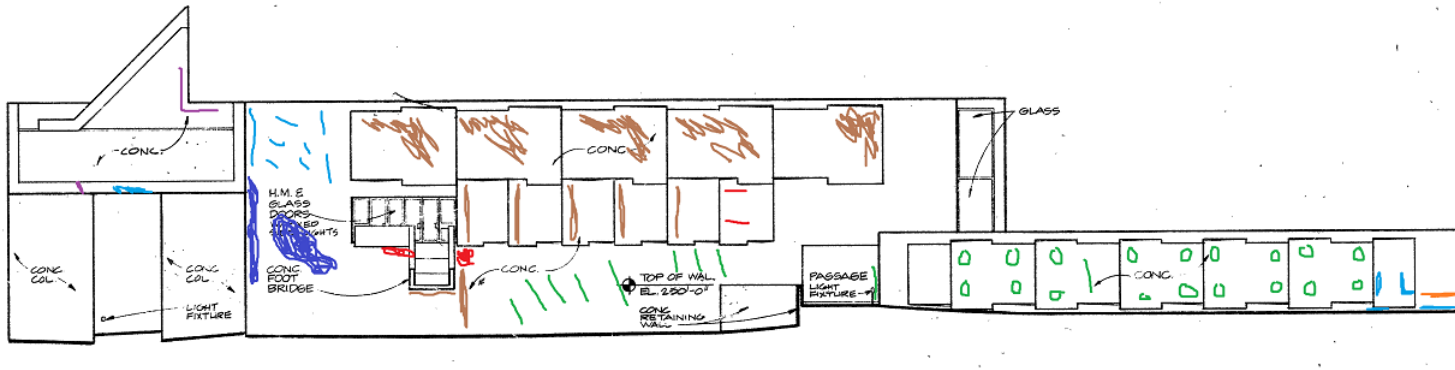 CONC.
GLASS
CONC.
H.M. &
GLASS
DOORS
CONC.
COL.
CONC.
COL.
CONC.
FOOT
BRIDGE
CONC.
TOP OF WAL.
EL. 250'-0"
PASSAGE
LIGHT
FIXTURE
CONC.
LIGHT
FIXTURE
CONC.
RETAINING
WALL